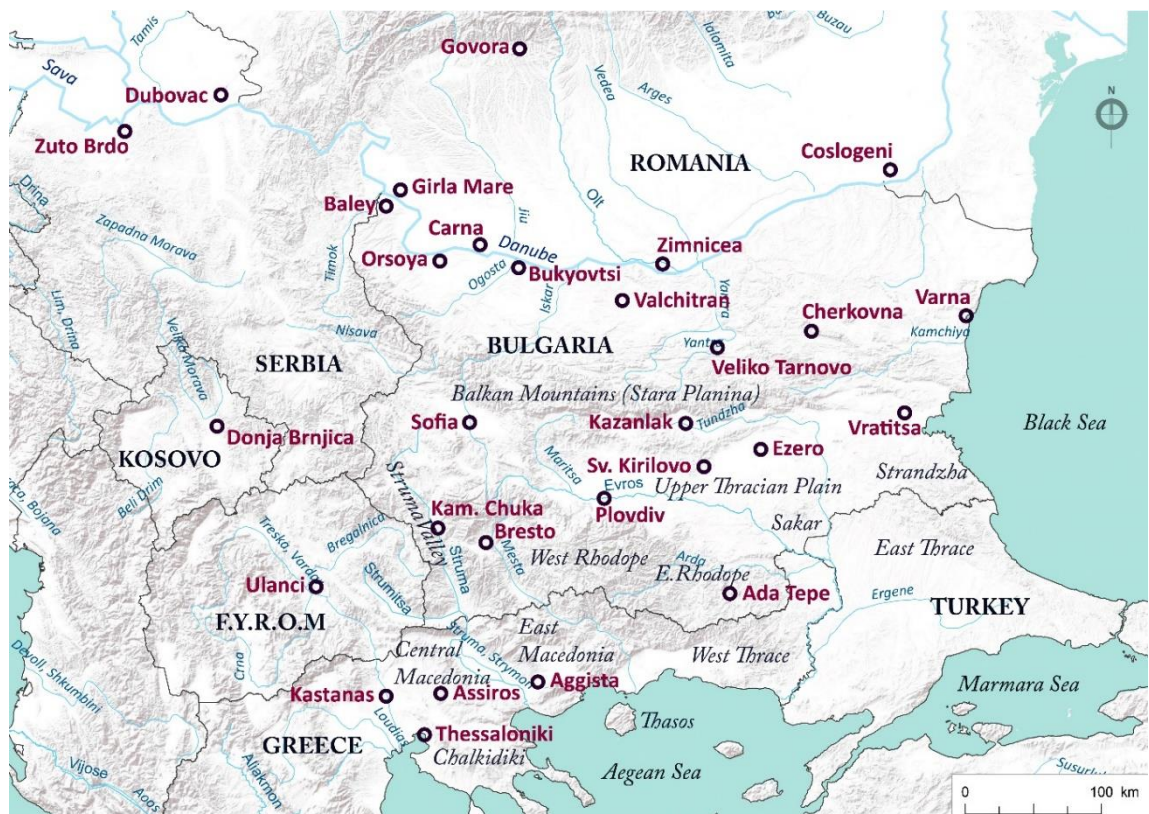 Govora
Buzau
Ialomita
Tamis
Vedea
Arges
Sava
Dubovac
Zuto Brdo
ROMANIA
Coslogeni
N
Drina
Girla Mare
Baley
Olt
Jiu
Zapadna Morava
Carna
Danube
Zimnicea
Orsoya
Timok
Ogosta
Bukyovtsi
Iskar
Yantra
Valchitran
Varna
Lim, Drina
Nisava
Cherkovna
Kamchiya
Veliko Morava
SERBIA
BULGARIA
Yantra
Veliko Tarnovo
Balkan Mountains (Stara Planina)
Sofia
Kazanlak
Tundzha
Vratitsa
Black Sea
Donja Brnjica
KOSOVO
Ezero
Maritsa
Sv. Kirilovo
Strandzha
Beli Drim
Evros
Upper Thracian Plain
Bojana
Struma Valley
Kam. Chuka
Plovdiv
Sakar
Bregalnica
Bresto
Treska, Vardar
Struma
Mesta
West Rhodope
Arda
East Thrace
E.Rhodope
Strumitsa
Ulanci
Ada Tepe
Ergene
F.Y.R.O.M
TURKEY
Crna
Struma, Strymon
East
Macedonia
Central
Macedonia
West Thrace
Devoll, Shkumbini
Aggista
Kastanas
Assiros
Marmara Sea
Loudias
Thasos
Thessaloniki
GREECE
Chalkidiki
Vijose
Aoos
Aliakmon
Aegean Sea
0 100 km